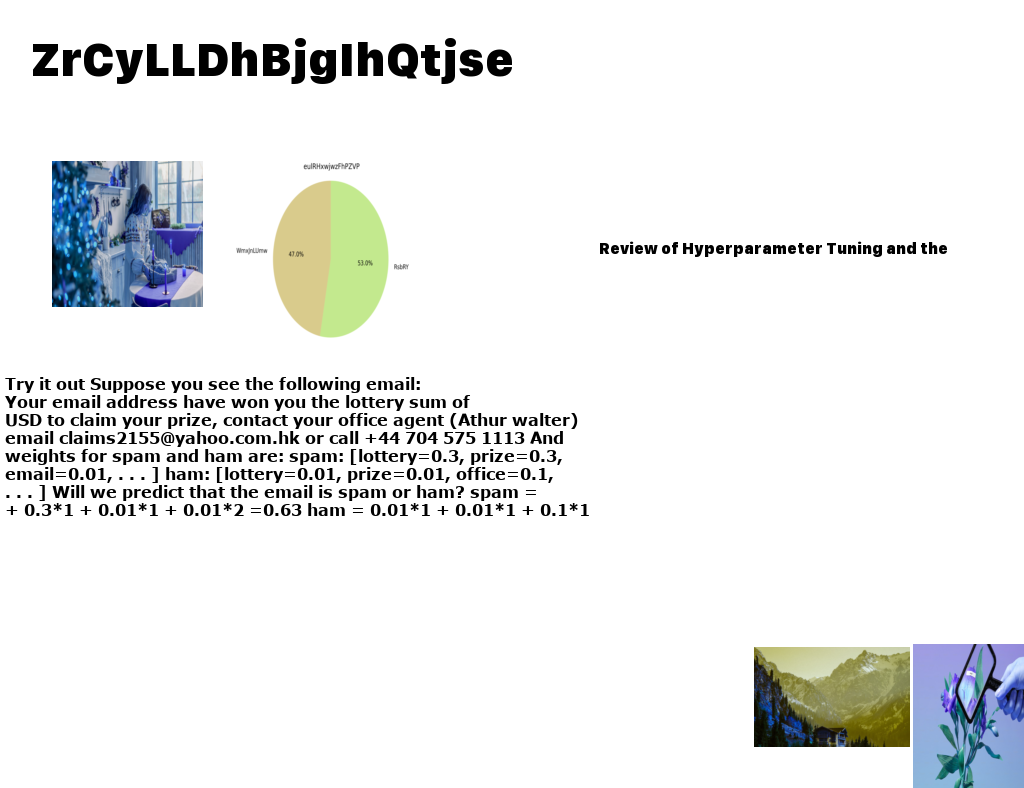 ZrCyLLDhBjgIhQtjse
euIRHxwjwzFhPZVP
WmxJnLUmw
47.0%
53.0%
RsbRY
Review of Hyperparameter Tuning and the
Try it out Suppose you see the following email:
Your email address have won you the lottery sum of
USD to claim your prize, contact your office agent (Athur walter)
email claims2155@yahoo.com.hk or call +44 704 575 1113 And
weights for spam and ham are: spam: [lottery=0.3, prize=0.3,
email=0.01, . . . ] ham: [lottery=0.01, prize=0.01, office=0.1,
. . . ] Will we predict that the email is spam or ham? spam =
+ 0.3*1 + 0.01*1 + 0.01*2 =0.63 ham = 0.01*1 + 0.01*1 + 0.1*1